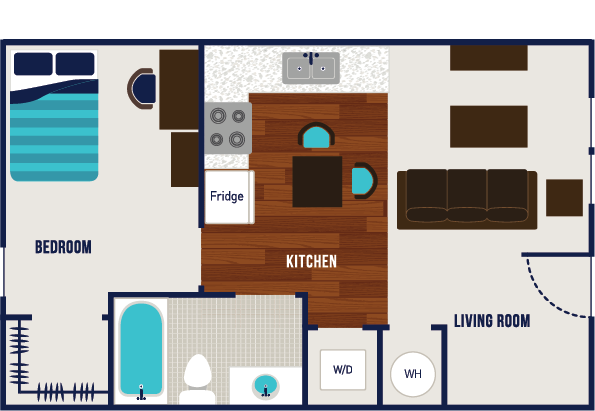 Fridge
BEDROOM
KITCHEN
LIVING ROOM
W/D
WH